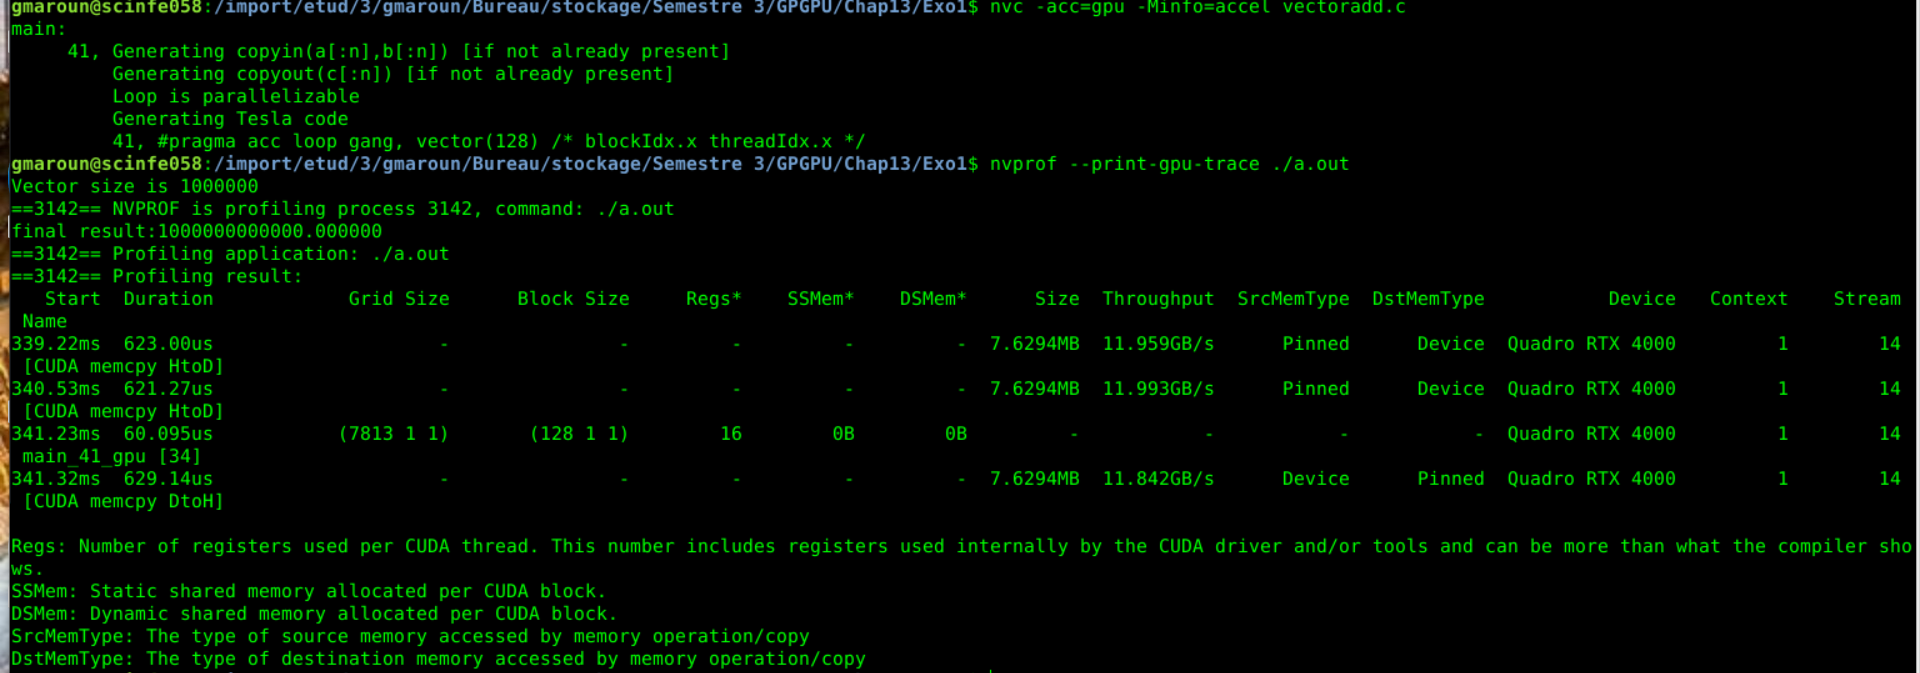 gmaroun@scinfe058:/import/etud/3/gmaroun/Bureau/stockage/Semestre 3/GPGPU/Chap13/Exo1$ nvc -acc=gpu -Minfo=accel vectoradd.c
main:
     41, Generating copyin(a[:n],b[:n]) [if not already present]
         Generating copyout(c[:n]) [if not already present]
         Loop is parallelizable
         Generating Tesla code
         41, #pragma acc loop gang, vector(128) /* blockIdx.x threadIdx.x */
gmaroun@scinfe058:/import/etud/3/gmaroun/Bureau/stockage/Semestre 3/GPGPU/Chap13/Exo1$ nvprof --print-gpu-trace ./a.out
Vector size is 1000000
==3142== NVPROF is profiling process 3142, command: ./a.out
final result:1000000000000.000000
==3142== Profiling application: ./a.out
==3142== Profiling result:
   Start  Duration            Grid Size      Block Size     Regs*    SSMem*    DSMem*      Size  Throughput  SrcMemType  DstMemType           Device   Context    Stream
 Name
339.22ms  623.00us                    -               -         -         -         -  7.6294MB  11.959GB/s      Pinned      Device  Quadro RTX 4000         1        14
 [CUDA memcpy HtoD]
340.53ms  621.27us                    -               -         -         -         -  7.6294MB  11.993GB/s      Pinned      Device  Quadro RTX 4000         1        14
 [CUDA memcpy HtoD]
341.23ms  60.095us           (7813 1 1)       (128 1 1)        16        0B        0B         -           -           -           -  Quadro RTX 4000         1        14
 main_41_gpu [34]
341.32ms  629.14us                    -               -         -         -         -  7.6294MB  11.842GB/s      Device      Pinned  Quadro RTX 4000         1        14
 [CUDA memcpy DtoH]

Regs: Number of registers used per CUDA thread. This number includes registers used internally by the CUDA driver and/or tools and can be more than what the compiler sho
ws.
SSMem: Static shared memory allocated per CUDA block.
DSMem: Dynamic shared memory allocated per CUDA block.
SrcMemType: The type of source memory accessed by memory operation/copy
DstMemType: The type of destination memory accessed by memory operation/copy